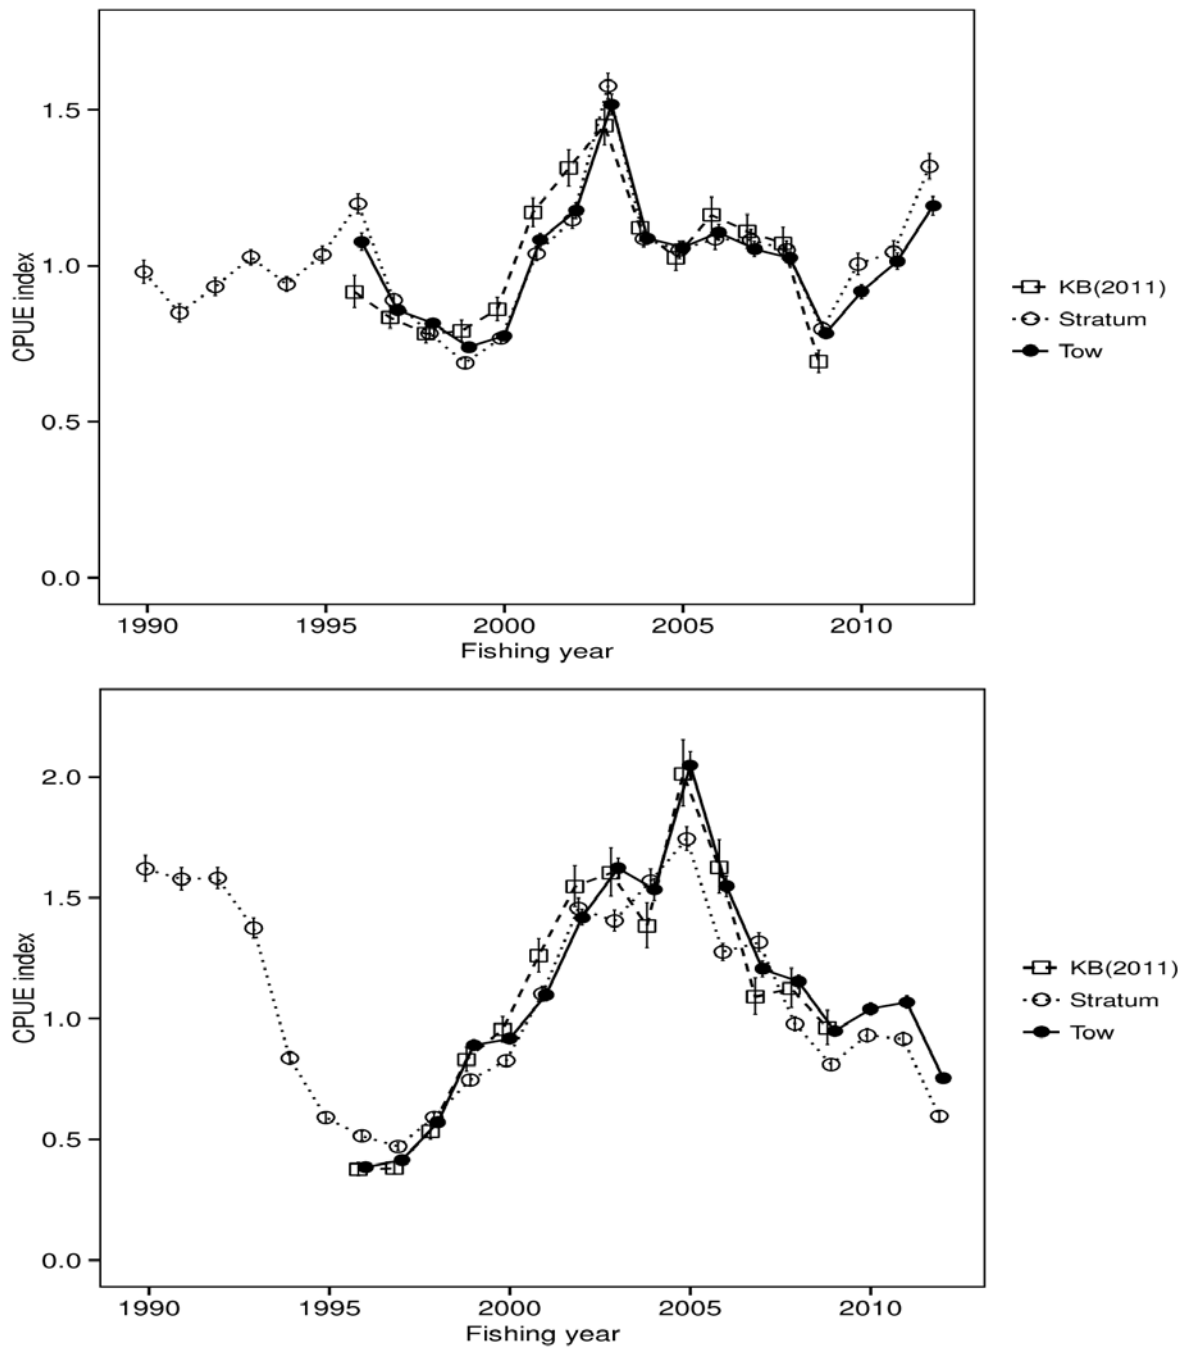 1.5
1.0
0.5
0.0
CPUE index
1990 1995 2000 2005 2010
Fishing year
KB(2011)
Stratum
Tow
2.0
1.5
1.0
0.5
0.0
CPUE index
1990 1995 2000 2005 2010
Fishing year
KB(2011)
Stratum
Tow